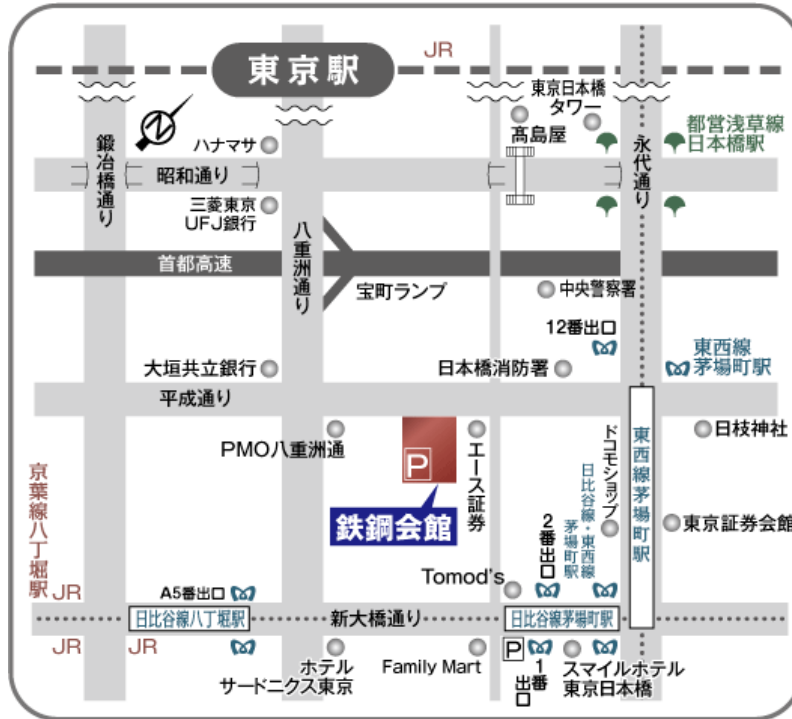 JR
東京駅
東京日本橋
タワー
髙島屋
都営浅草線
日本橋駅
鍛冶橋通り
ハナマサ
永代通り
昭和通り
三菱東京
UFJ銀行
八重洲通り
首都高速
宝町ランプ
中央警察署
12番出口
東西線
茅場町駅
大垣共立銀行
日本橋消防署
平成通り
PMO八重洲通
P
エース証券
ドコモショップ
東西線茅場町駅
日枝神社
鉄鋼会館
日比谷線・東西線
茅場町駅
2番出口
東京証券会館
京葉線八丁堀駅
Tomod's
JR
A5番出口
日比谷線八丁堀駅
新大橋通り
日比谷線茅場町駅
JR
JR
ホテル
サードニクス東京
Family Mart
P
1番
出口
スマイルホテル
東京日本橋